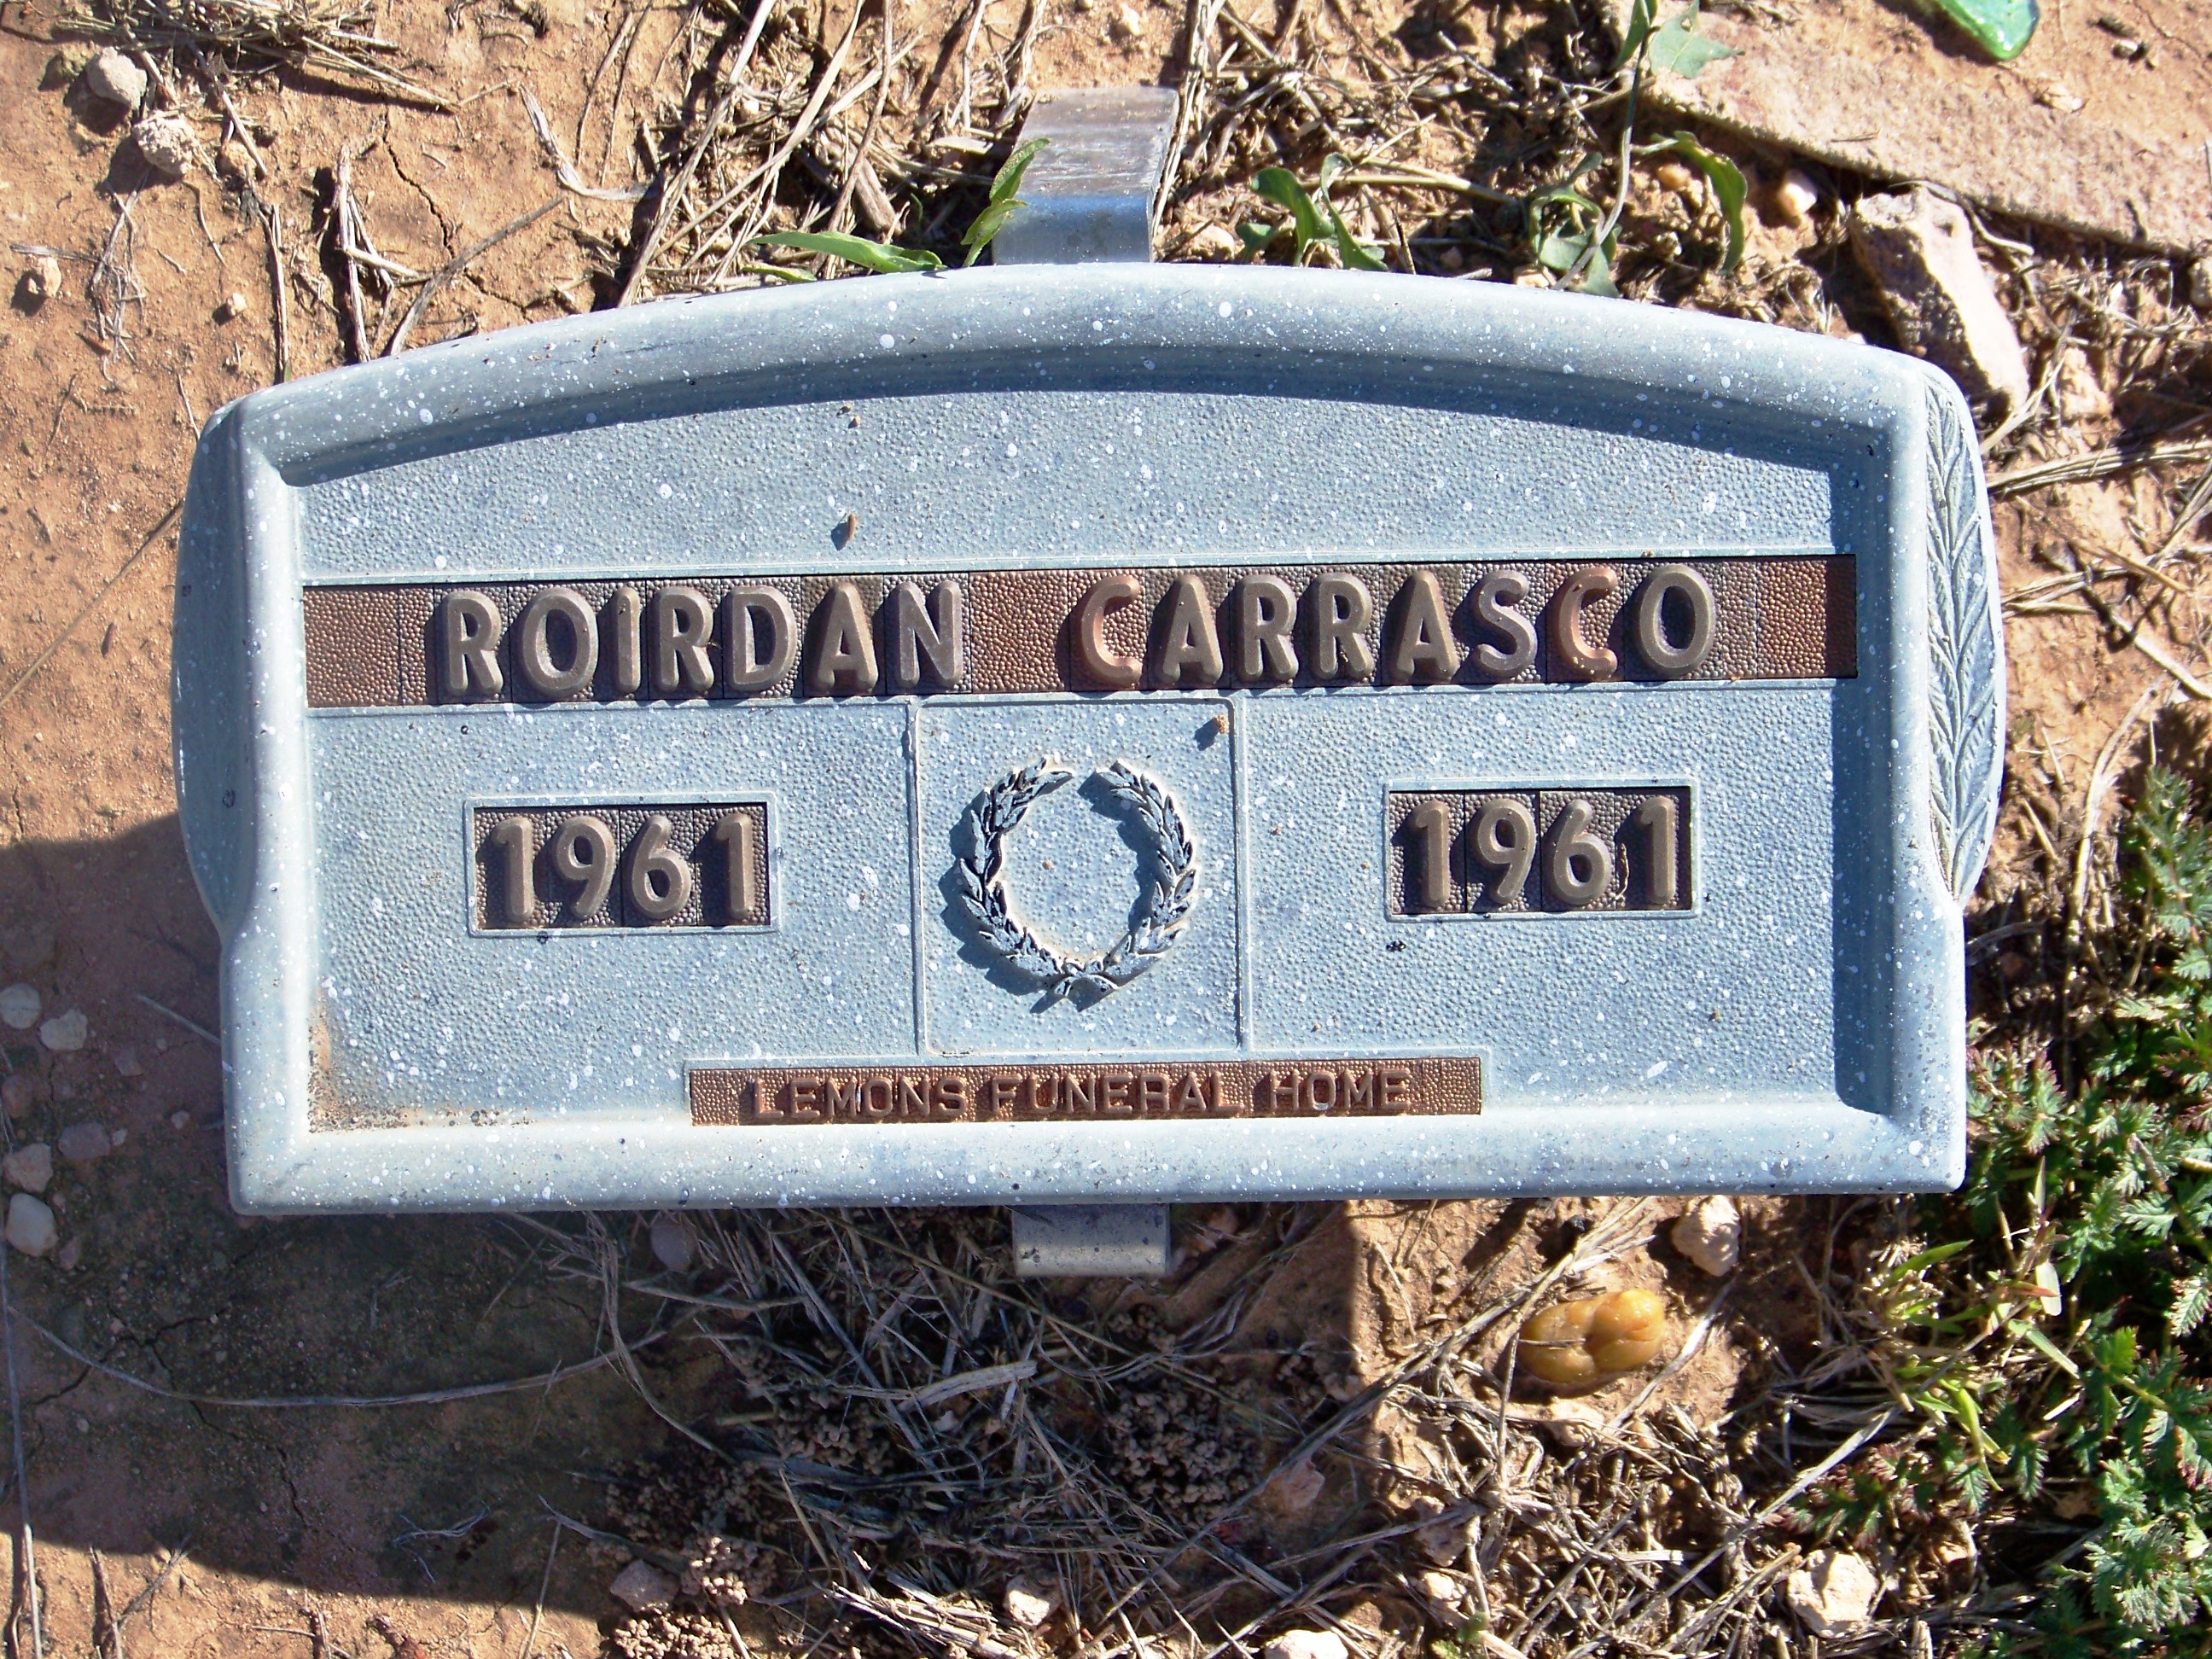 ROIRDAN CARRASCO
1961 1961
LEMONS FUNERAL HOME